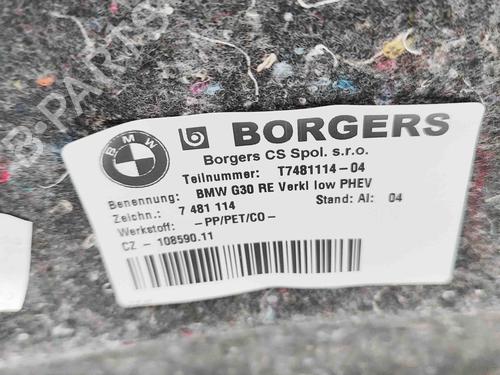 B-PARTS
BMW
BORGERS
Borgers CS Spol. s.r.o.
Teilnummer: T7481114-04
Benennung: BMW G30 RE Verkl low PHEV
Zeichn.: 7 481 114 Stand: AI: 04
Werkstoff: -PP/PET/CO-
CZ - 108590.11